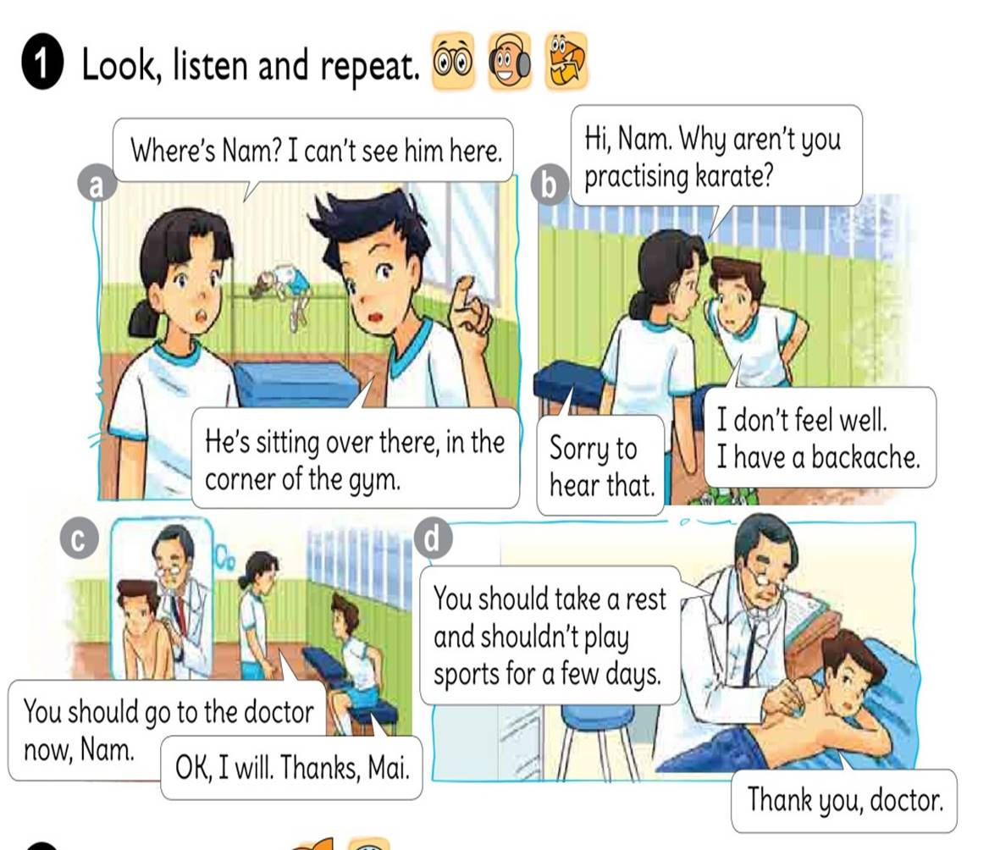 1 Look, listen and repeat.
a
Where's Nam? I can't see him here.
He's sitting over there, in the
corner of the gym.
b
Hi, Nam. Why aren't you
practising karate?
I don't feel well.
I have a backache.
Sorry to
hear that.
c
You should go to the doctor
now, Nam.
OK, I will. Thanks, Mai.
d
You should take a rest
and shouldn't play
sports for a few days.
Thank you, doctor.